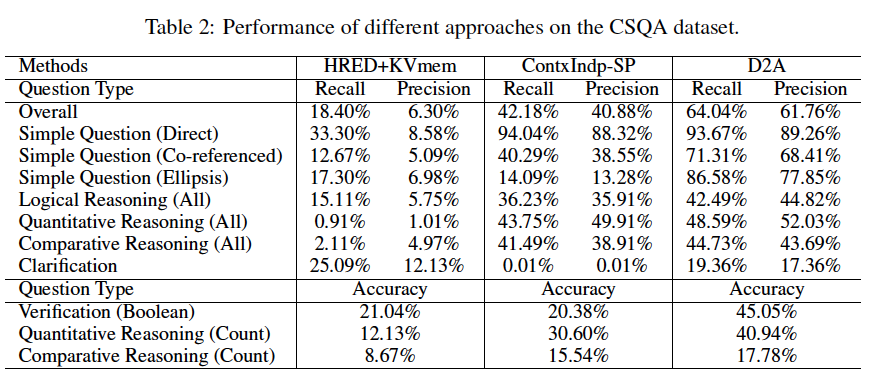 Table 2: Performance of different approaches on the CSQA dataset.
Methods HRED+KVmem ContxIndp-SP D2A
Question Type Recall Precision Recall Precision Recall Precision
Overall 18.40% 6.30% 42.18% 40.88% 64.04% 61.76%
Simple Question (Direct) 33.30% 8.58% 94.04% 88.32% 93.67% 89.26%
Simple Question (Co-referenced) 12.67% 5.09% 40.29% 38.55% 71.31% 68.41%
Simple Question (Ellipsis) 17.30% 6.98% 14.09% 13.28% 86.58% 77.85%
Logical Reasoning (All) 15.11% 5.75% 36.23% 35.91% 42.49% 44.82%
Quantitative Reasoning (All) 0.91% 1.01% 43.75% 49.91% 48.59% 52.03%
Comparative Reasoning (All) 2.11% 4.97% 41.49% 38.91% 44.73% 43.69%
Clarification 25.09% 12.13% 0.01% 0.01% 19.36% 17.36%
Question Type Accuracy Accuracy Accuracy
Verification (Boolean) 21.04% 20.38% 45.05%
Quantitative Reasoning (Count) 12.13% 30.60% 40.94%
Comparative Reasoning (Count) 8.67% 15.54% 17.78%